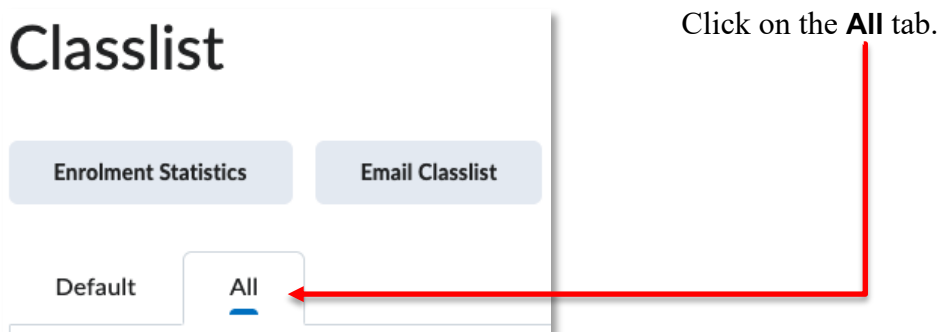 Click on the All tab.
Classlist
Enrolment Statistics
Email Classlist
Default
All